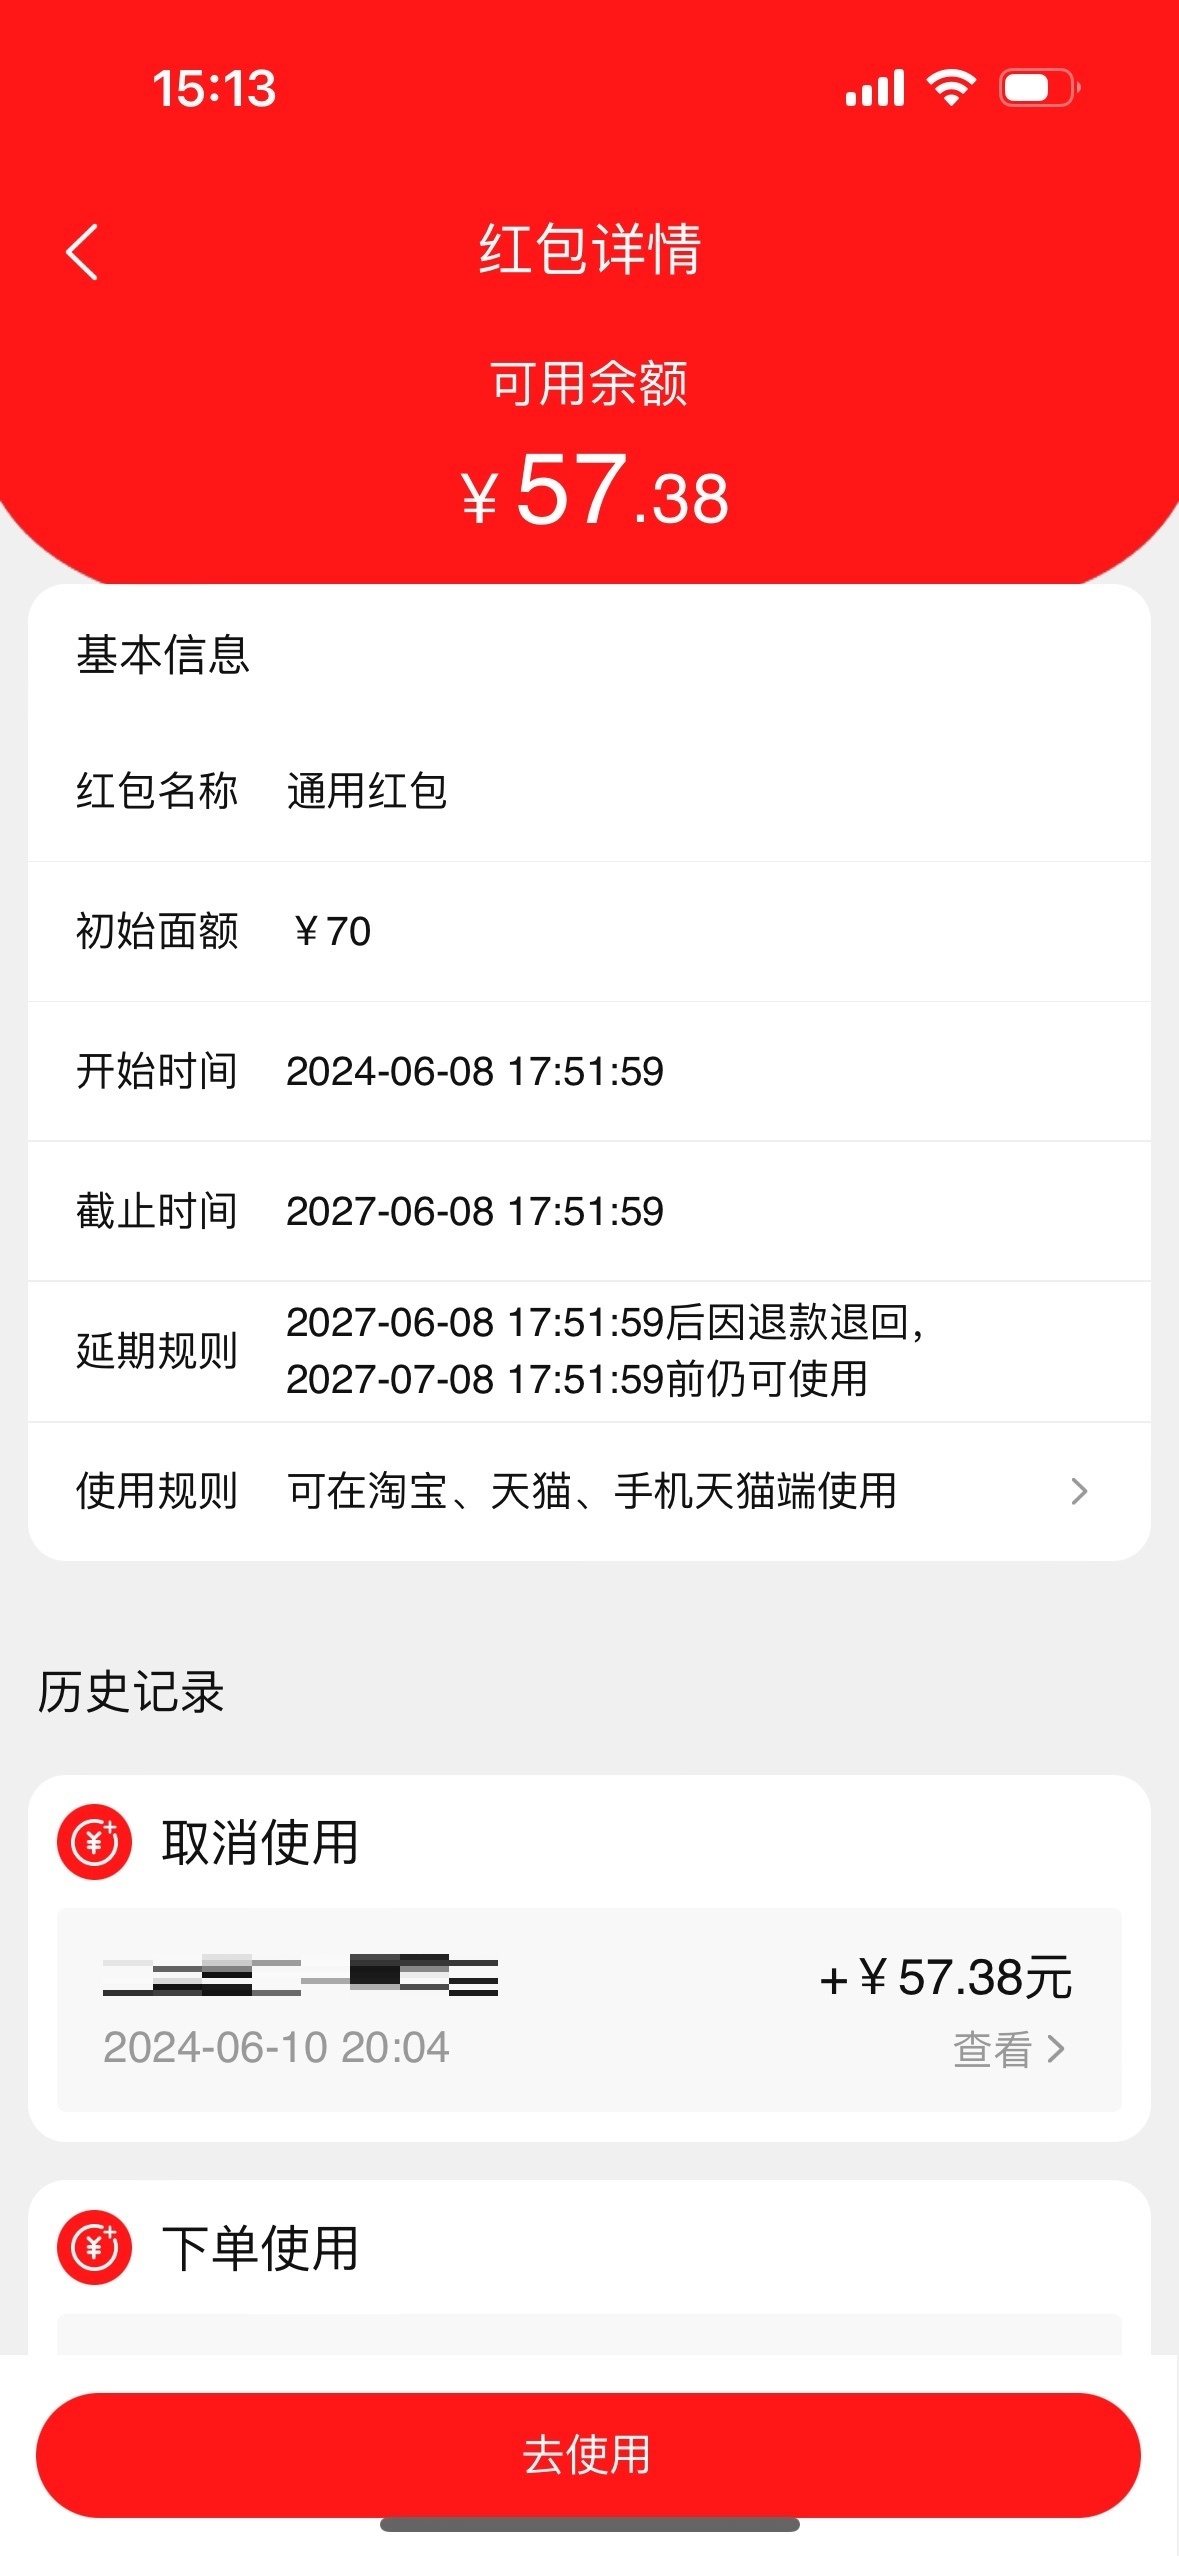 15:13
红包详情
可用余额
¥57.38
基本信息
红包名称 通用红包
初始面额 ¥70
开始时间 2024-06-08 17:51:59
截止时间 2027-06-08 17:51:59
延期规则 2027-06-08 17:51:59后因退款退回，
2027-07-08 17:51:59前仍可使用
使用规则 可在淘宝、天猫、手机天猫端使用
历史记录
取消使用
+¥57.38元
2024-06-10 20:04 查看
下单使用
去使用